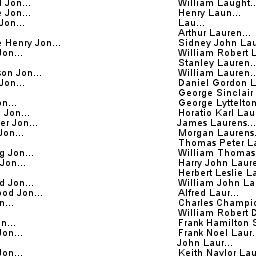 l Jon... William Laught...
e Jon... Henry Laun...
Jon... Lau...
Arthur Lauren...
e Henry Jon... Sidney John Lau
Jon... William Robert L
Stanley Lauren...
son Jon... William Lauren...
Jon... Daniel Gordon L
George Sinclair
on... George Lyttelton
l Jon... Horatio Karl Lau
er Jon... James Laurens...
Jon... Morgan Laurens...
Thomas Peter La
g Jon... William Thomas
Jon... Harry John Laure
Herbert Leslie La
d Jon... William John La
ood Jon... Alfred Laur...
n... Charles Champio
William Robert D
n... Frank Hamilton S
Jon... Frank Noel Laur.
John Laur...
Jon... Keith Naylor Lau